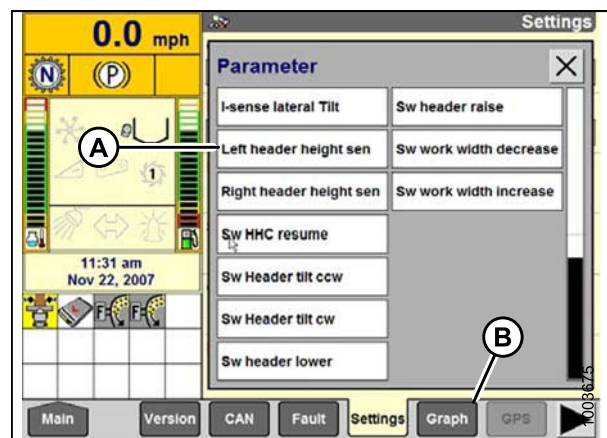 0.0 mph
Settings
N
(P)
Parameter
I-sense lateral Tilt
Sw header raise
A
Left header height sen
Sw work width decrease
1
Right header height sen
Sw work width increase
Sw HHC resume
11:31 am
Nov 22, 2007
Sw Header tilt ccw
F
F
Sw Header tilt cw
B
Sw header lower
1003675
Main
Version
CAN
Fault
Settings
Graph
GPS